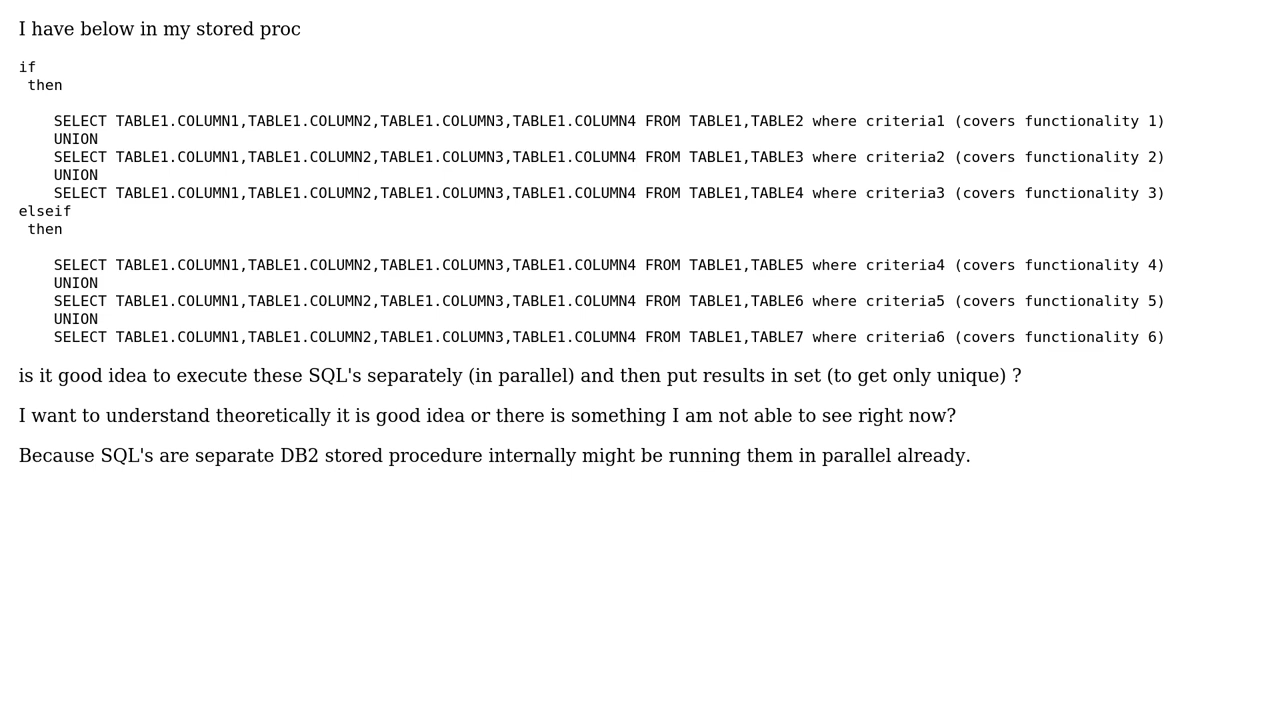 I have below in my stored proc
if
then
SELECT TABLE1.COLUMN1,TABLE1.COLUMN2,TABLE1.COLUMN3,TABLE1.COLUMN4 FROM TABLE1,TABLE2 where criteria1 (covers functionality 1)
UNION
SELECT TABLE1.COLUMN1,TABLE1.COLUMN2,TABLE1.COLUMN3,TABLE1.COLUMN4 FROM TABLE1,TABLE3 where criteria2 (covers functionality 2)
UNION
SELECT TABLE1.COLUMN1,TABLE1.COLUMN2,TABLE1.COLUMN3,TABLE1.COLUMN4 FROM TABLE1,TABLE4 where criteria3 (covers functionality 3)
elseif
then
SELECT TABLE1.COLUMN1,TABLE1.COLUMN2,TABLE1.COLUMN3,TABLE1.COLUMN4 FROM TABLE1,TABLE5 where criteria4 (covers functionality 4)
UNION
SELECT TABLE1.COLUMN1,TABLE1.COLUMN2,TABLE1.COLUMN3,TABLE1.COLUMN4 FROM TABLE1,TABLE6 where criteria5 (covers functionality 5)
UNION
SELECT TABLE1.COLUMN1,TABLE1.COLUMN2,TABLE1.COLUMN3,TABLE1.COLUMN4 FROM TABLE1,TABLE7 where criteria6 (covers functionality 6)
is it good idea to execute these SQL's separately (in parallel) and then put results in set (to get only unique) ?
I want to understand theoretically it is good idea or there is something I am not able to see right now?
Because SQL's are separate DB2 stored procedure internally might be running them in parallel already.